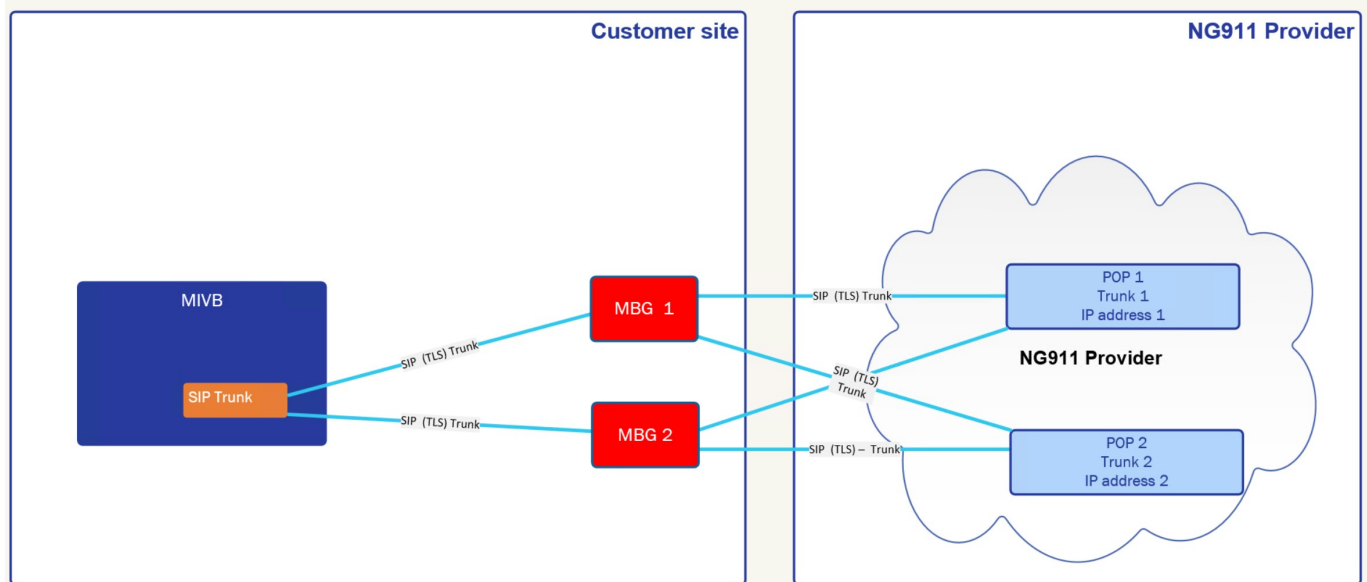 Customer site
NG911 Provider
MIVB
SIP Trunk
SIP (TLS) Trunk
SIP (TLS) Trunk
MBG 1
MBG 2
SIP (TLS) Trunk
SIP (TLS)
Trunk
SIP (TLS) – Trunk
POP 1
Trunk 1
IP address 1
NG911 Provider
POP 2
Trunk 2
IP address 2